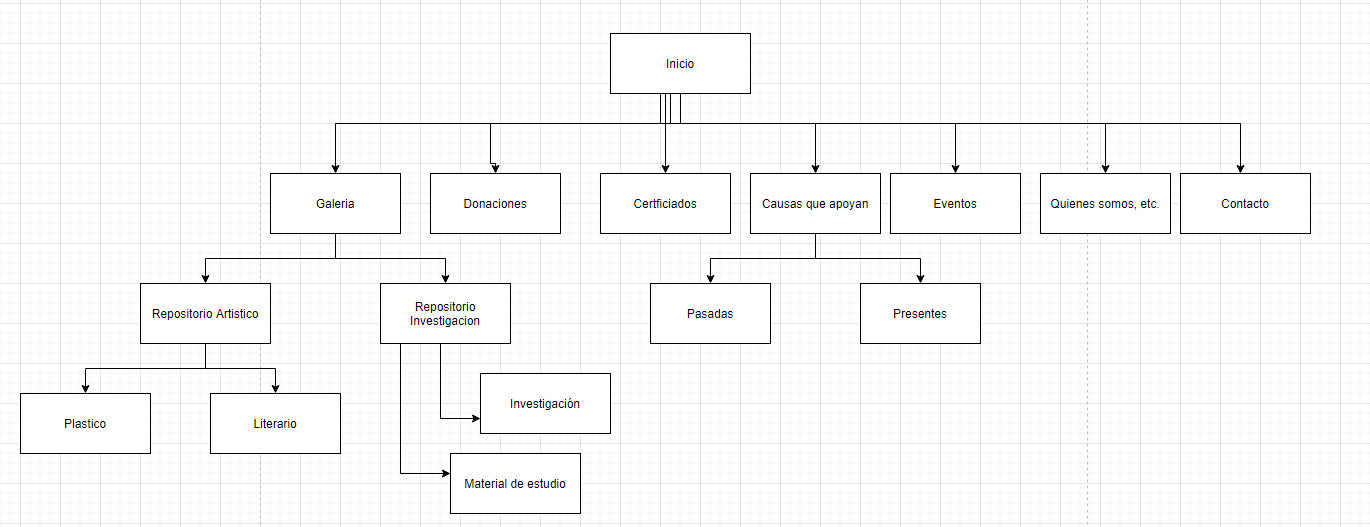 Inicio
Galeria
Donaciones
Certficiados
Causas que apoyan
Eventos
Quienes somos, etc.
Contacto
Repositorio Artistico
Repositorio
Investigacion
Pasadas
Presentes
Plastico
Literario
Investigación
Material de estudio